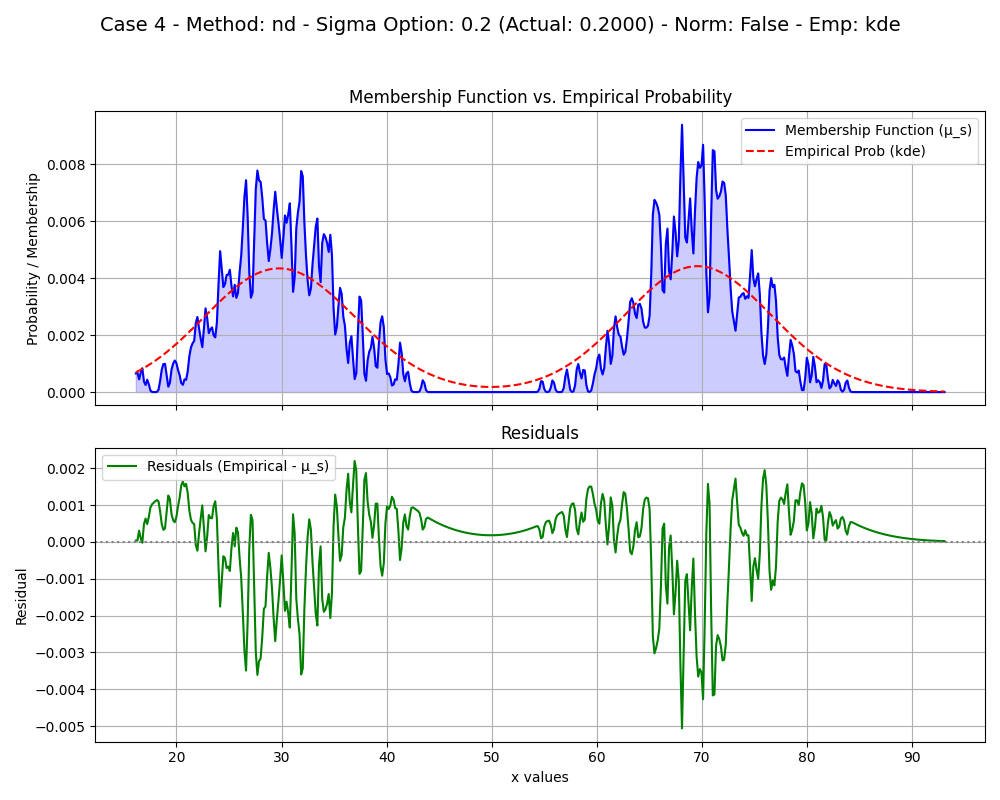 Case 4 - Method: nd - Sigma Option: 0.2 (Actual: 0.2000) - Norm: False - Emp: kde
Membership Function vs. Empirical Probability
Probability / Membership
0.008
0.006
0.004
0.002
0.000
Membership Function (μ_s)
Empirical Prob (kde)
Residuals
Residual
0.002
0.001
0.000
−0.001
−0.002
−0.003
−0.004
−0.005
Residuals (Empirical - μ_s)
20 30 40 50 60 70 80 90
x values